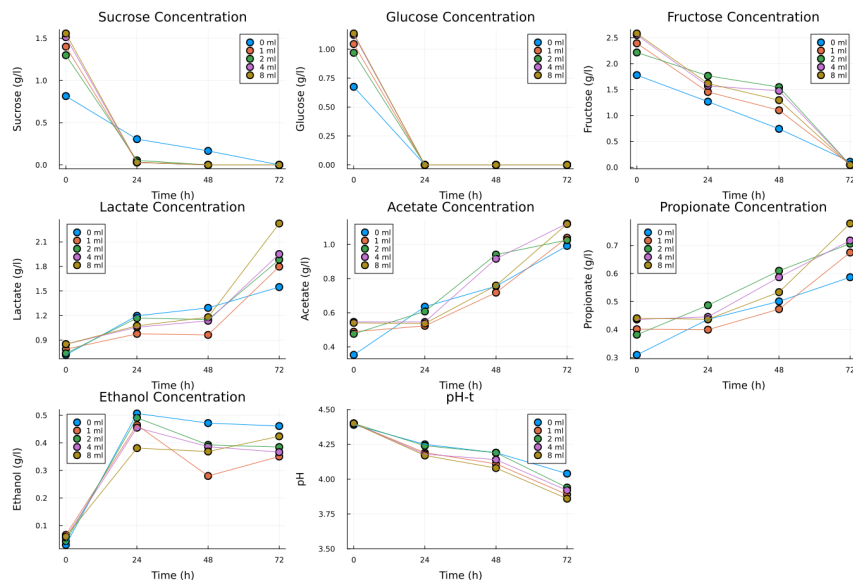 Sucrose Concentration
Sucrose (g/l)
1.5
1.0
0.5
0.0
0 ml
1 ml
2 ml
4 ml
8 ml
0 24 48 72
Time (h)
Glucose Concentration
Glucose (g/l)
1.00
0.75
0.50
0.25
0.00
0 ml
1 ml
2 ml
4 ml
8 ml
0 24 48 72
Time (h)
Fructose Concentration
Fructose (g/l)
2.5
2.0
1.5
1.0
0.5
0.0
0 ml
1 ml
2 ml
4 ml
8 ml
0 24 48 72
Time (h)
Lactate Concentration
Lactate (g/l)
2.1
1.8
1.5
1.2
0.9
0 ml
1 ml
2 ml
4 ml
8 ml
0 24 48 72
Time (h)
Acetate Concentration
Acetate (g/l)
1.0
0.8
0.6
0.4
0 ml
1 ml
2 ml
4 ml
8 ml
0 24 48 72
Time (h)
Propionate Concentration
Propionate (g/l)
0.7
0.6
0.5
0.4
0.3
0 ml
1 ml
2 ml
4 ml
8 ml
0 24 48 72
Time (h)
Ethanol Concentration
Ethanol (g/l)
0.5
0.4
0.3
0.2
0.1
0 ml
1 ml
2 ml
4 ml
8 ml
0 24 48 72
Time (h)
pH-t
pH
4.50
4.25
4.00
3.75
3.50
0 ml
1 ml
2 ml
4 ml
8 ml
0 24 48 72
Time (h)